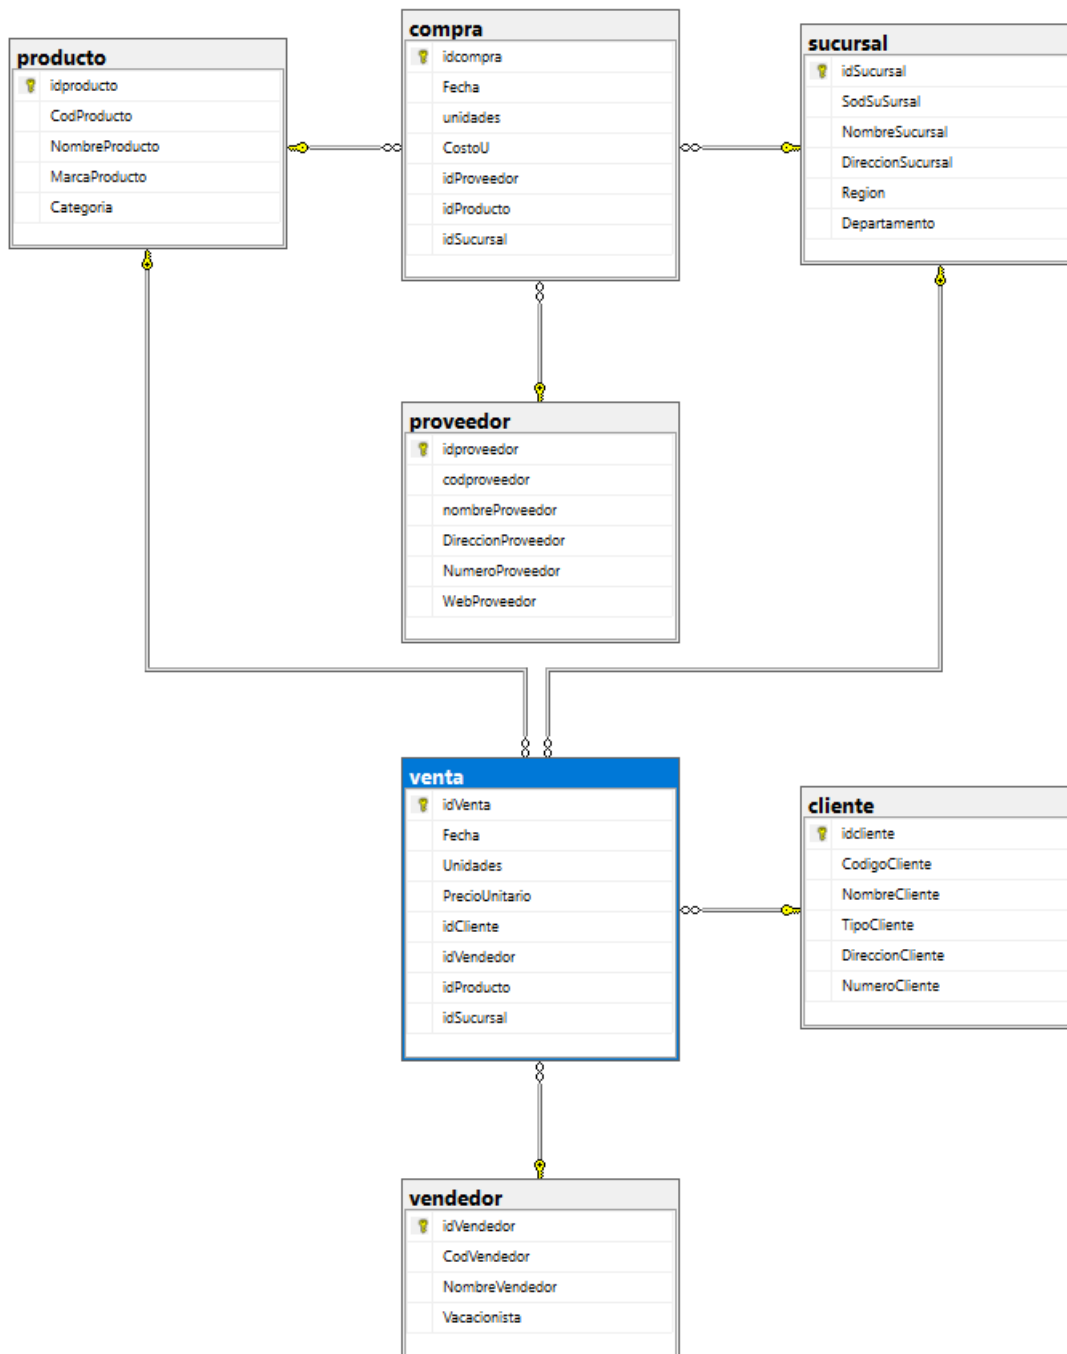 producto
idproducto
CodProducto
NombreProducto
MarcaProducto
Categoria
compra
idcompra
Fecha
unidades
CostoU
idProveedor
idProducto
idSucursal
sucursal
idSucursal
SodSuSursal
NombreSucursal
DireccionSucursal
Region
Departamento
proveedor
idproveedor
codproveedor
nombreProveedor
DireccionProveedor
NumeroProveedor
WebProveedor
venta
idVenta
Fecha
Unidades
PrecioUnitario
idCliente
idVendedor
idProducto
idSucursal
cliente
idcliente
CodigoCliente
NombreCliente
TipoCliente
DireccionCliente
NumeroCliente
vendedor
idVendedor
CodVendedor
NombreVendedor
Vacacionista